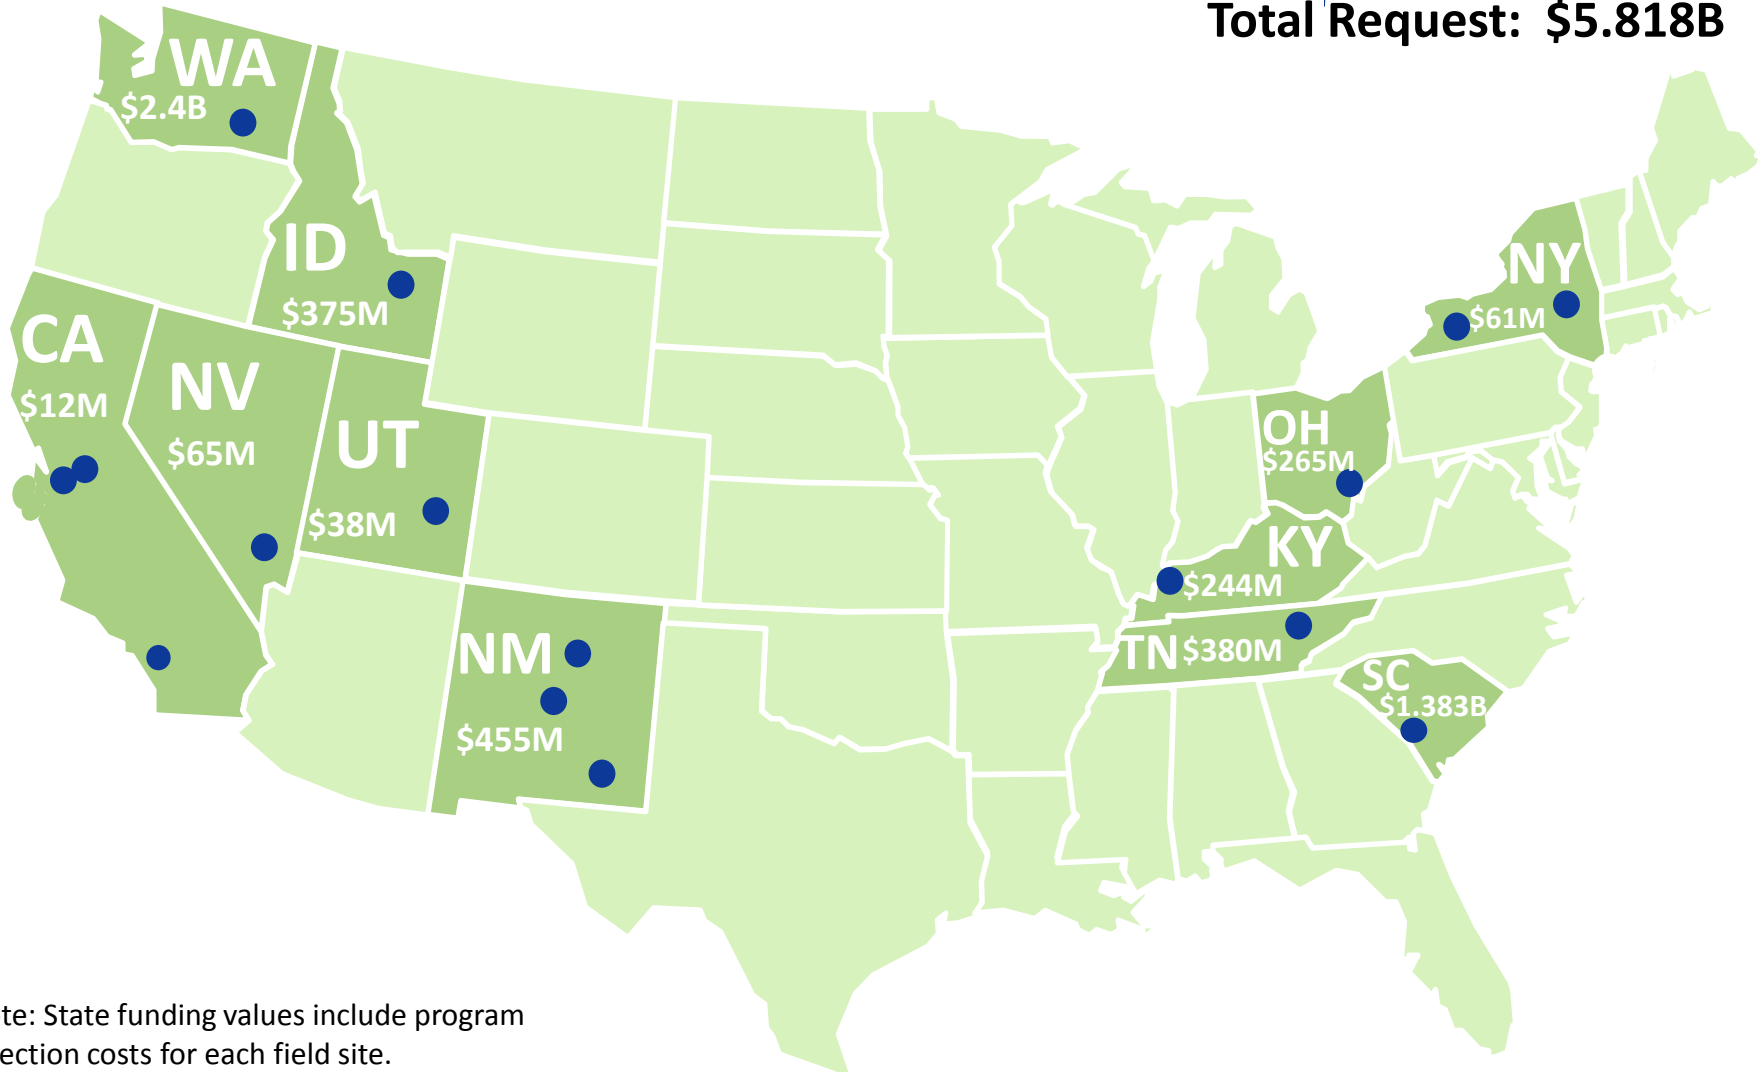 Total Request: $5.818B
WA
$2.4B
ID
$375M
CA
$12M
NV
$65M
UT
$38M
NM
$455M
NY
$61M
OH
$265M
KY
$244M
TN $380M
SC
$1.383B
te: State funding values include program
ection costs for each field site.